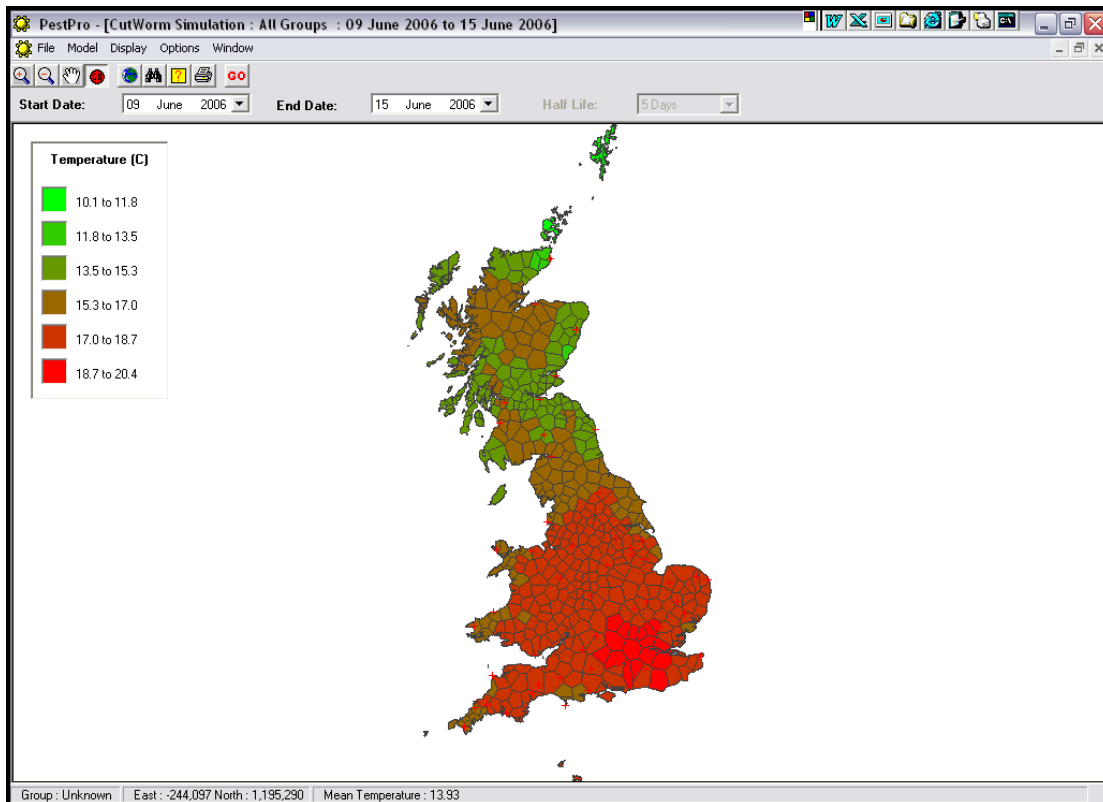 PestPro - [CutWorm Simulation : All Groups : 09 June 2006 to 15 June 2006]
File Model Display Options Window
GO
Start Date: 09 June 2006 End Date: 15 June 2006 Half Life: 5 Days
Temperature (C)
10.1 to 11.8
11.8 to 13.5
13.5 to 15.3
15.3 to 17.0
17.0 to 18.7
18.7 to 20.4
Group : Unknown East : -244,097 North : 1,195,290 Mean Temperature : 13.93